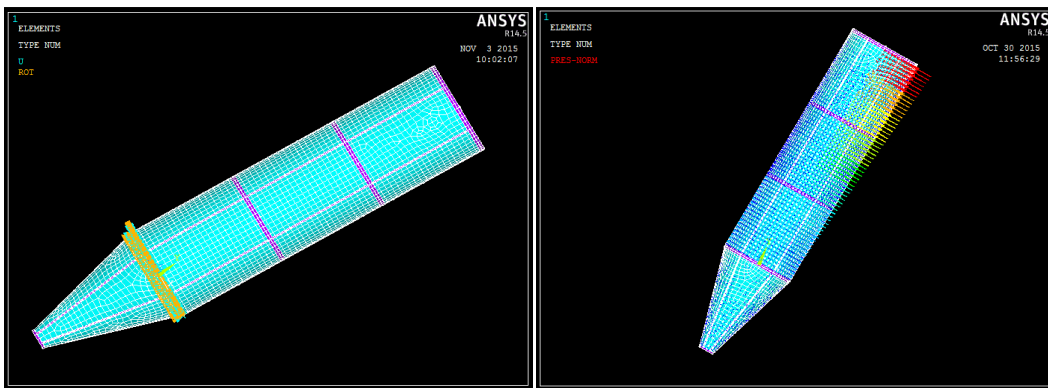 1
ELEMENTS
TYPE NUM
U
ROT
ANSYS
R14.5
NOV 3 2015
10:02:07
1
ELEMENTS
TYPE NUM
PRES-NORM
ANSYS
R14.5
OCT 30 2015
11:56:29